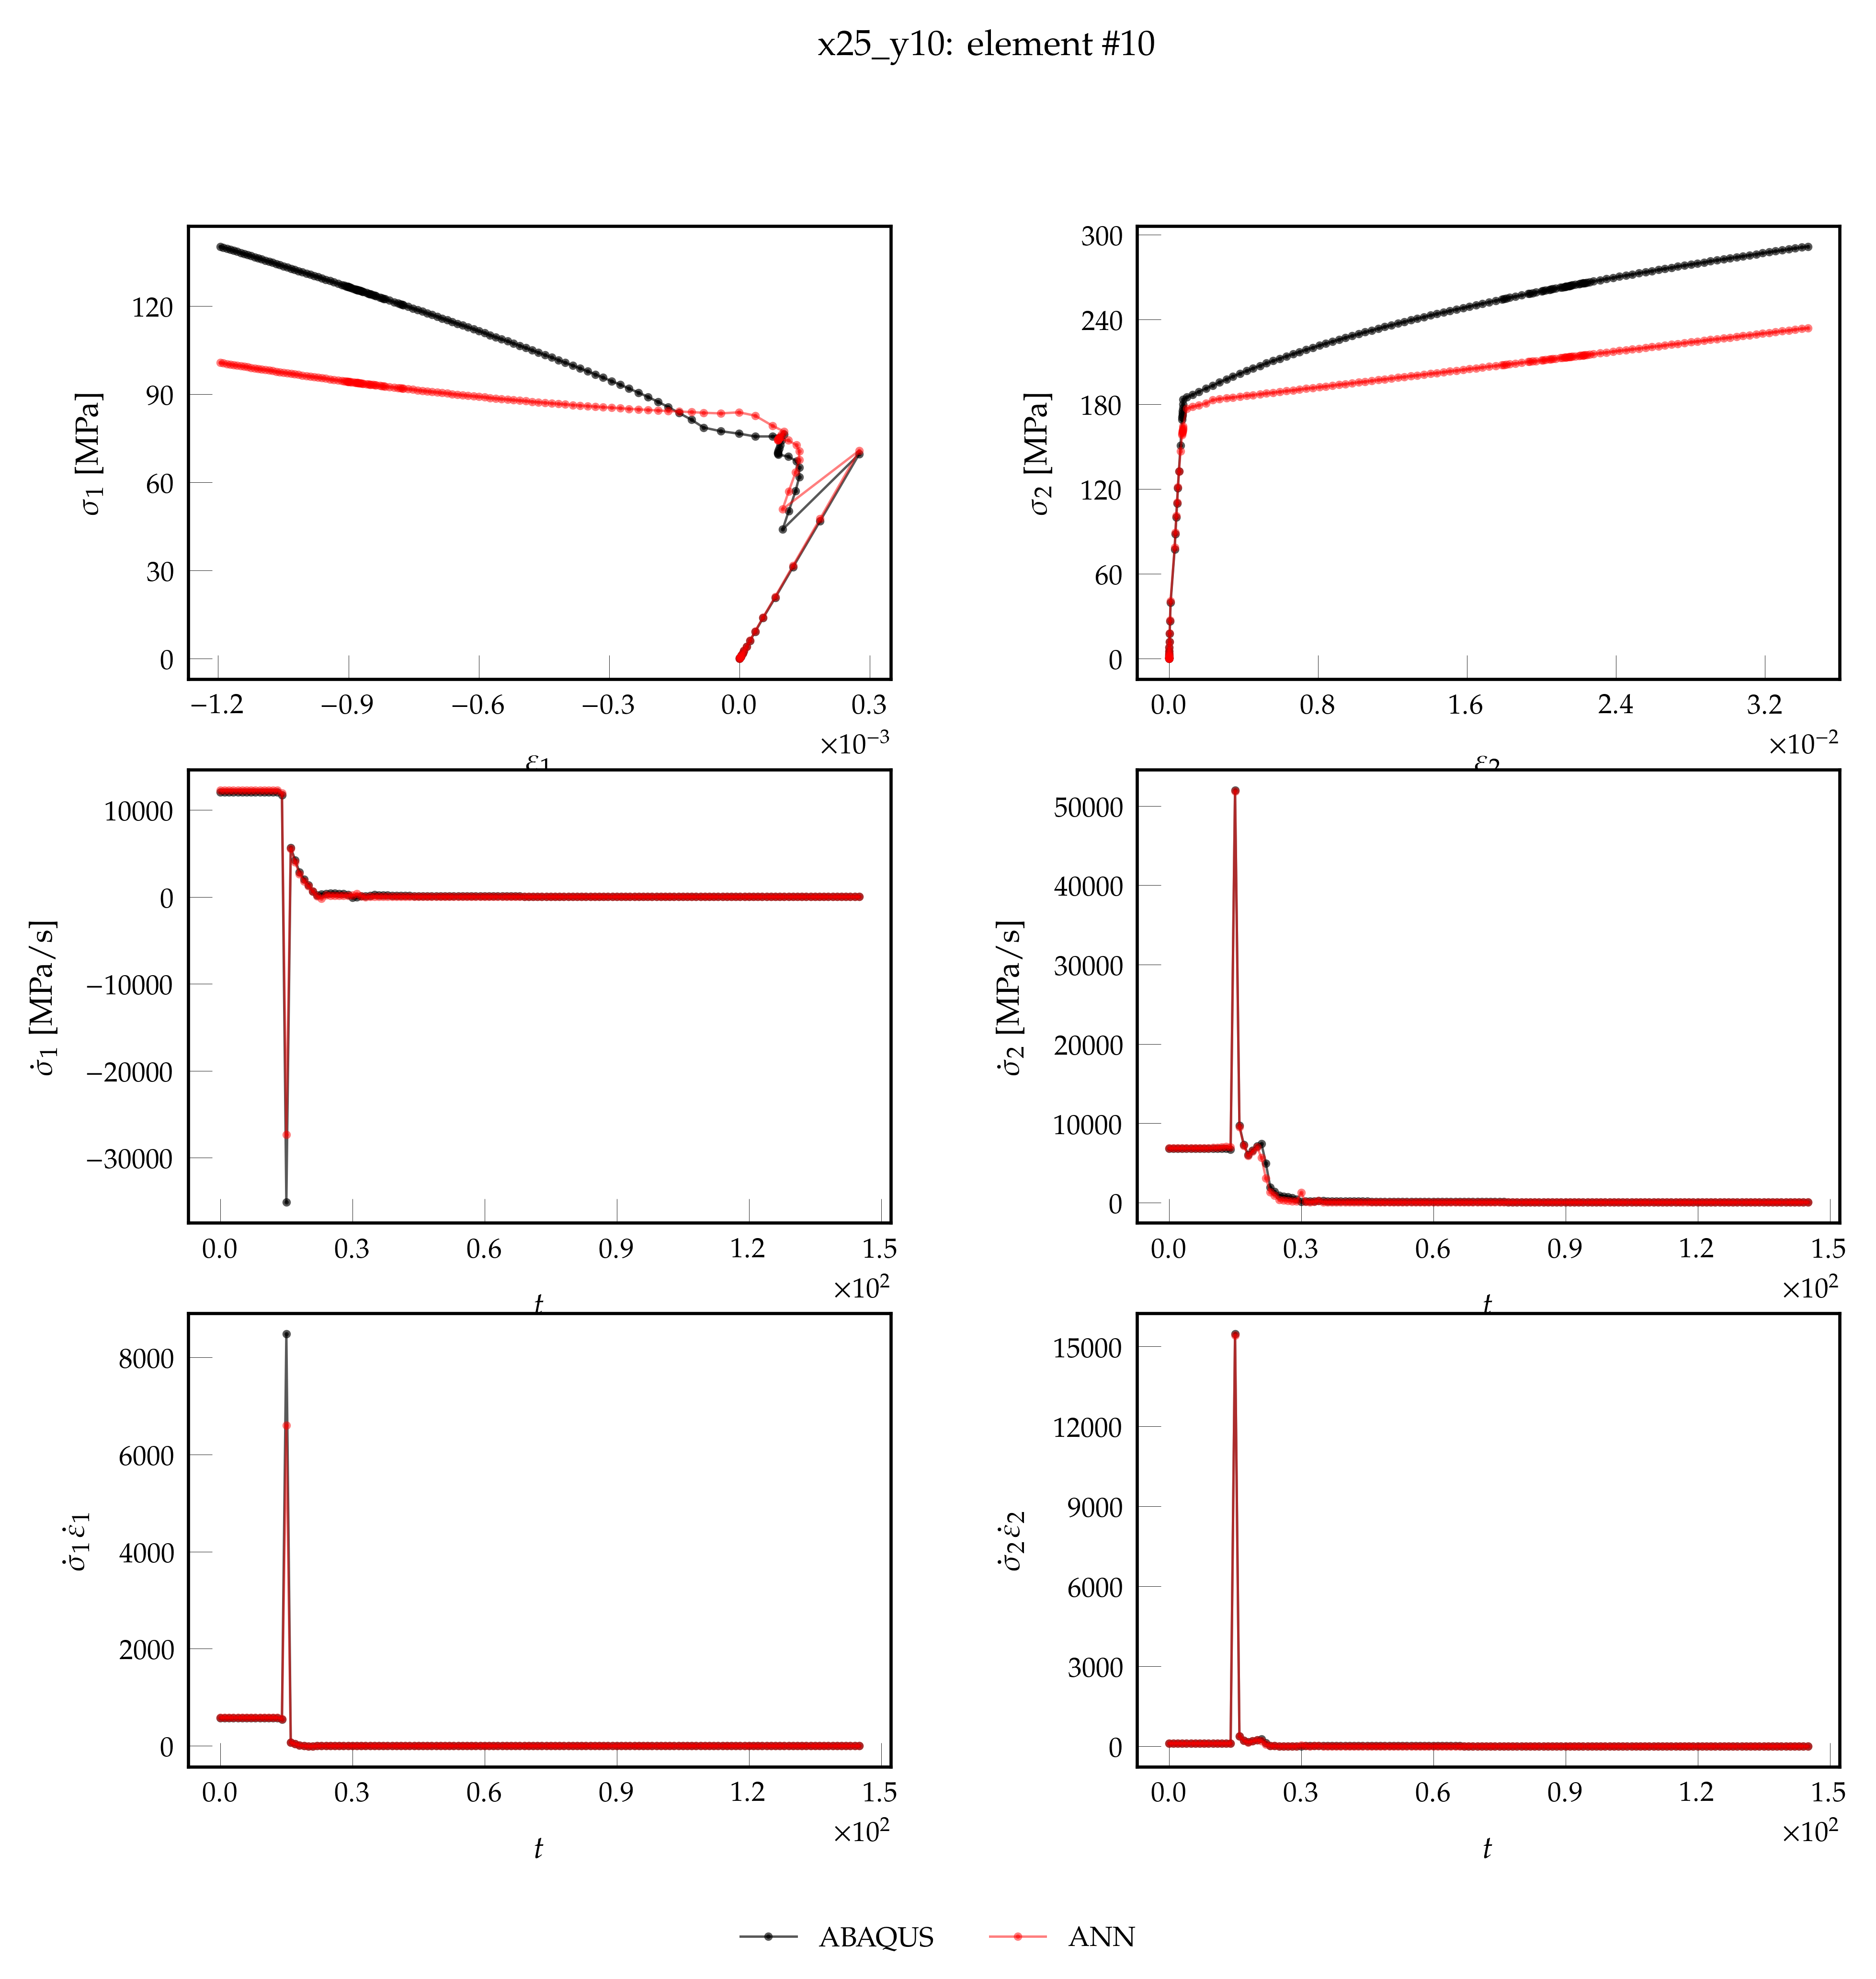 x25_y10: element #10
σ₁ [MPa]
120
90
60
30
0
−1.2 −0.9 −0.6 −0.3 0.0 0.3
×10⁻³
ε₁
σ₂ [MPa]
300
240
180
120
60
0
0.0 0.8 1.6 2.4 3.2
×10⁻²
ε₂
σ̇₁ [MPa/s]
10000
0
−10000
−20000
−30000
0.0 0.3 0.6 0.9 1.2 1.5
×10²
t
σ̇₂ [MPa/s]
50000
40000
30000
20000
10000
0
0.0 0.3 0.6 0.9 1.2 1.5
×10²
t
σ̇₁ε̇₁
8000
6000
4000
2000
0
0.0 0.3 0.6 0.9 1.2 1.5
×10²
t
σ̇₂ε̇₂
15000
12000
9000
6000
3000
0
0.0 0.3 0.6 0.9 1.2 1.5
×10²
t
ABAQUS ANN